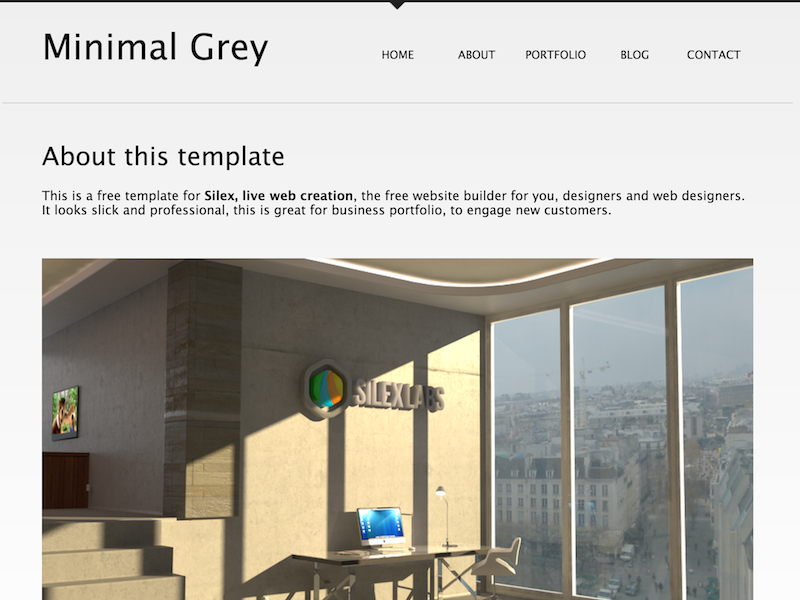 Minimal Grey
HOME ABOUT PORTFOLIO BLOG CONTACT
About this template
This is a free template for Silex, live web creation, the free website builder for you, designers and web designers.
It looks slick and professional, this is great for business portfolio, to engage new customers.
SILEX LABS